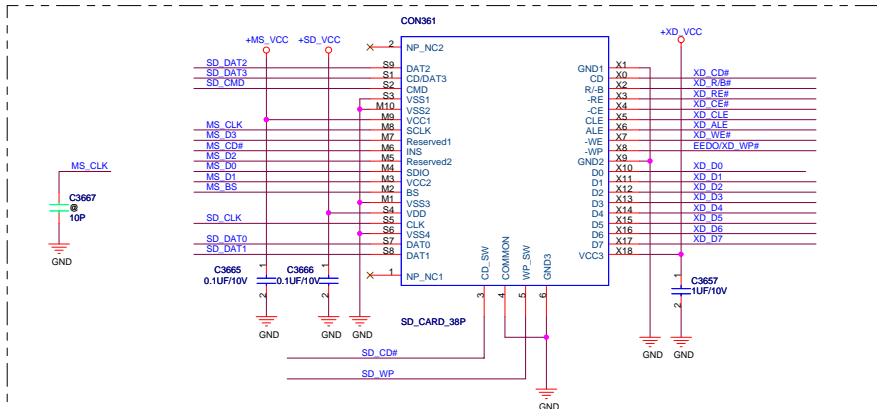 CON361
+MS_VCC
+SD_VCC
+XD_VCC
2 NP_NC2
SD_DAT2 S9 DAT2
SD_DAT3 S1 CD/DAT3
SD_CMD S2 CMD
S3 VSS1
M10 VSS2
M9 VCC1
MS_CLK M8 SCLK
MS_D3 M7 Reserved1
MS_CD# M6 INS
MS_D2 M5 Reserved2
MS_D0 M4 SDIO
MS_D1 M3 VCC2
MS_BS M2 BS
M1 VSS3
S4 VDD
SD_CLK S5 CLK
S6 VSS4
SD_DAT0 S7 DAT0
SD_DAT1 S8 DAT1
1 NP_NC1
GND1 X1
CD X0 XD_CD#
R/-B X2 XD_R/B#
-RE X3 XD_RE#
-CE X4 XD_CE#
CLE X5 XD_CLE
ALE X6 XD_ALE
-WE X7 XD_WE#
-WP X8 EEDO/XD_WP#
GND2 X9
D0 X10 XD_D0
D1 X11 XD_D1
D2 X12 XD_D2
D3 X13 XD_D3
D4 X14 XD_D4
D5 X15 XD_D5
D6 X16 XD_D6
D7 X17 XD_D7
VCC3 X18
CD_SW 3
COMMON 4
WP_SW 5
GND3 6
MS_CLK
C3667
@
10P
GND
C3665
0.1UF/10V
1
2
GND
C3666
0.1UF/10V
1
2
GND
GND
SD_CARD_38P
C3657
1UF/10V
1
2
GND
GND
SD_CD#
SD_WP
GND